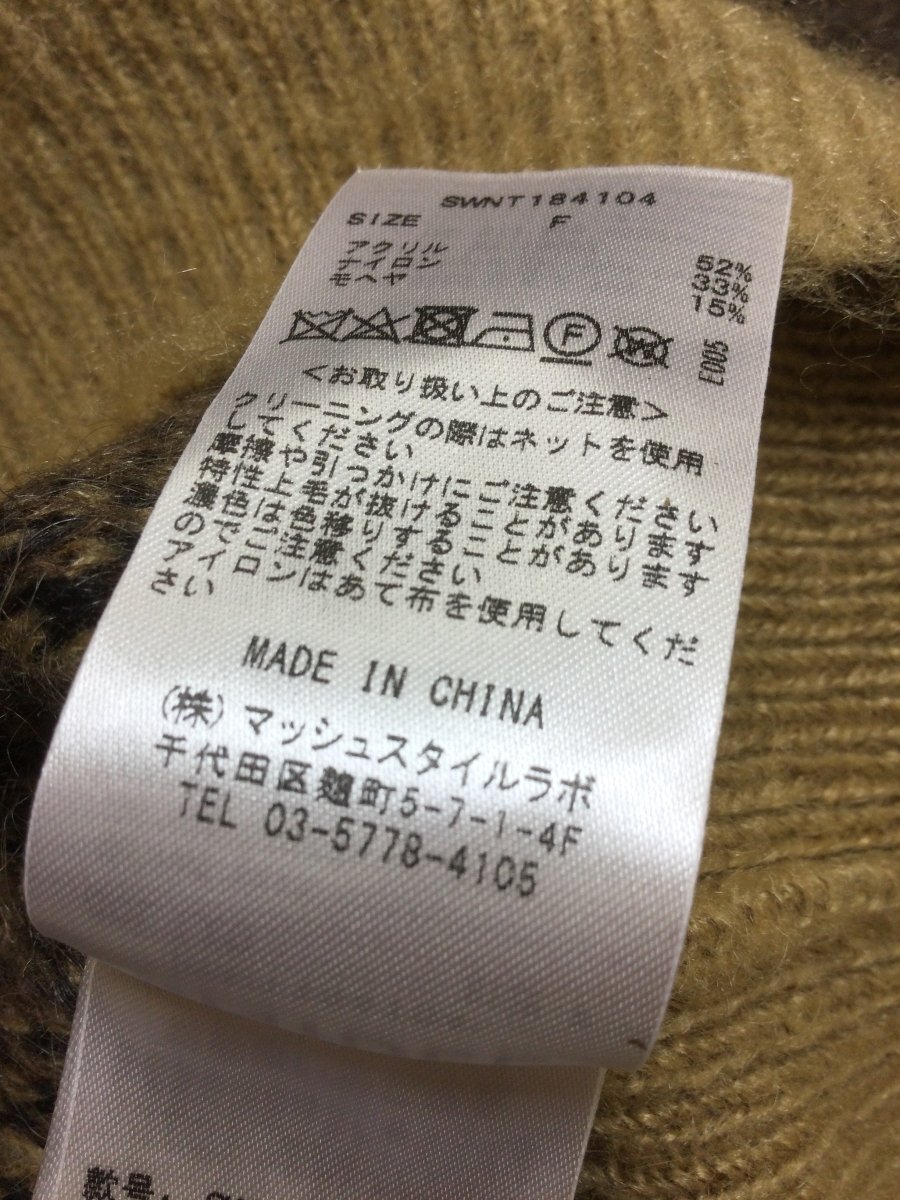 SWNT184104
SIZE F
アクリル 52%
ナイロン 33%
モヘヤ 15%
F
W
E005
<お取り扱い上のご注意>
クリーニングの際はネットを使用
してください
摩擦や引っかけにご注意ください
特性上毛が抜けることがあります
濃色は色移りすることがあります
のでご注意ください
アイロンはあて布を使用してくだ
さい
MADE IN CHINA
(株)マッシュスタイルラボ
千代田区麹町5-7-1-4F
TEL 03-5778-4105
款号: